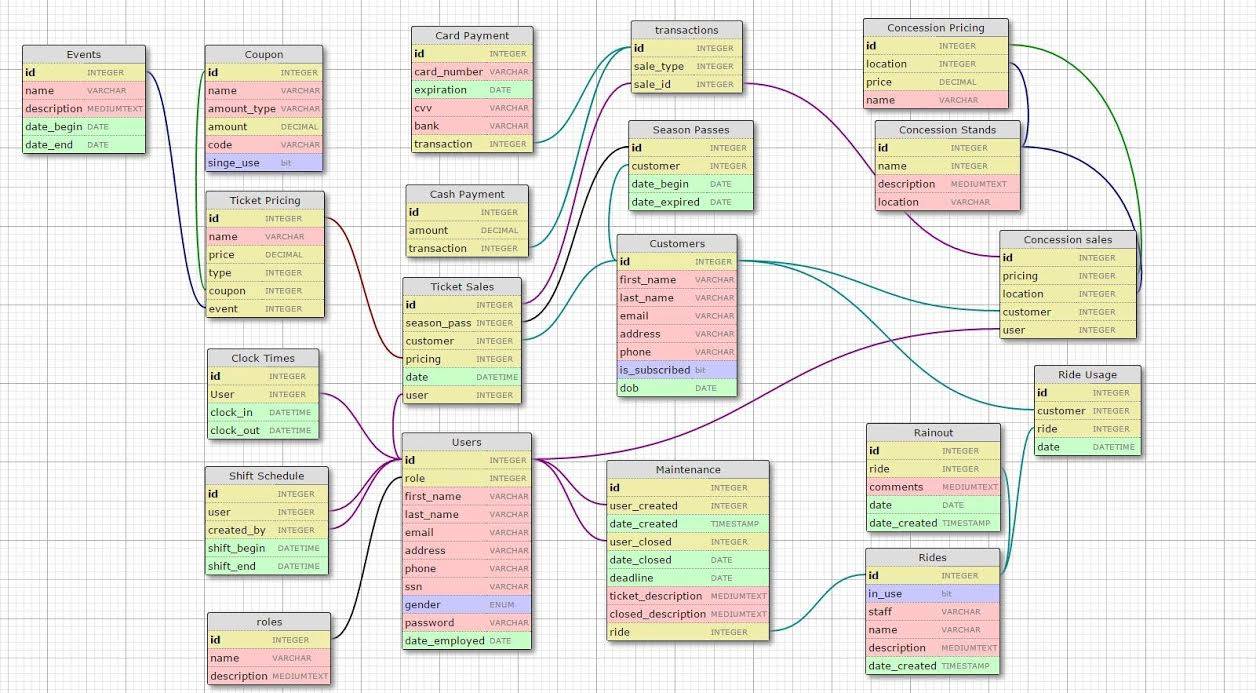 Events
id INTEGER
name VARCHAR
description MEDIUMTEXT
date_begin DATE
date_end DATE
Coupon
id INTEGER
name VARCHAR
amount_type VARCHAR
amount DECIMAL
code VARCHAR
singe_use bit
Card Payment
id INTEGER
card_number VARCHAR
expiration DATE
cvv VARCHAR
bank VARCHAR
transaction INTEGER
transactions
id INTEGER
sale_type INTEGER
sale_id INTEGER
Concession Pricing
id INTEGER
location INTEGER
price DECIMAL
name VARCHAR
Season Passes
id INTEGER
customer INTEGER
date_begin DATE
date_expired DATE
Concession Stands
id INTEGER
name INTEGER
description MEDIUMTEXT
location VARCHAR
Ticket Pricing
id INTEGER
name VARCHAR
price DECIMAL
type INTEGER
coupon INTEGER
event INTEGER
Cash Payment
id INTEGER
amount DECIMAL
transaction INTEGER
Customers
id INTEGER
first_name VARCHAR
last_name VARCHAR
email VARCHAR
address VARCHAR
phone VARCHAR
is_subscribed bit
dob DATE
Concession sales
id INTEGER
pricing INTEGER
location INTEGER
customer INTEGER
user INTEGER
Ticket Sales
id INTEGER
season_pass INTEGER
customer INTEGER
pricing INTEGER
date DATETIME
user INTEGER
Clock Times
id INTEGER
User INTEGER
clock_in DATETIME
clock_out DATETIME
Ride Usage
id INTEGER
customer INTEGER
ride INTEGER
date DATETIME
Rainout
id INTEGER
ride INTEGER
comments MEDIUMTEXT
date DATE
date_created TIMESTAMP
Users
id INTEGER
role INTEGER
first_name VARCHAR
last_name VARCHAR
email VARCHAR
address VARCHAR
phone VARCHAR
ssn VARCHAR
gender ENUM
password VARCHAR
date_employed DATE
Maintenance
id INTEGER
user_created INTEGER
date_created TIMESTAMP
user_closed INTEGER
date_closed DATE
deadline DATE
ticket_description MEDIUMTEXT
closed_description MEDIUMTEXT
ride INTEGER
Shift Schedule
id INTEGER
user INTEGER
created_by INTEGER
shift_begin DATETIME
shift_end DATETIME
Rides
id INTEGER
in_use bit
staff VARCHAR
name VARCHAR
description MEDIUMTEXT
date_created TIMESTAMP
roles
id INTEGER
name VARCHAR
description MEDIUMTEXT